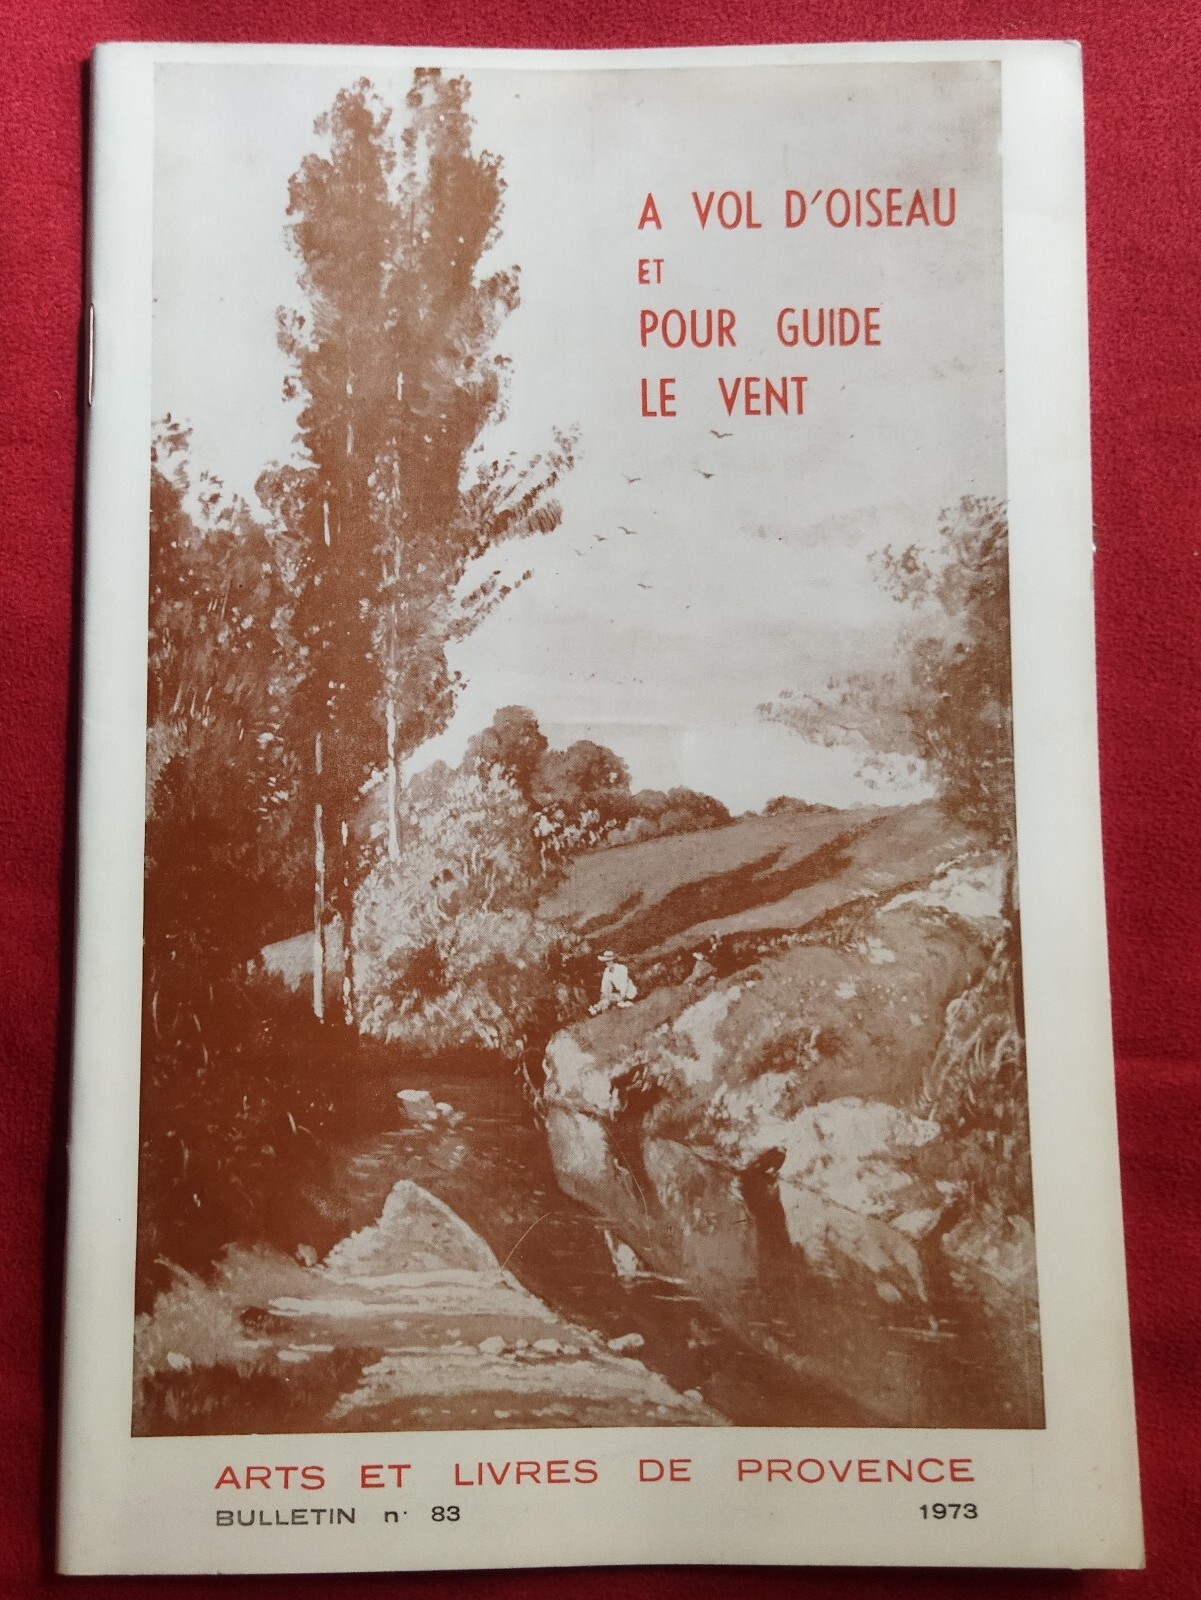 A VOL D'OISEAU
ET
POUR GUIDE
LE VENT
ARTS ET LIVRES DE PROVENCE
BULLETIN n· 83 1973